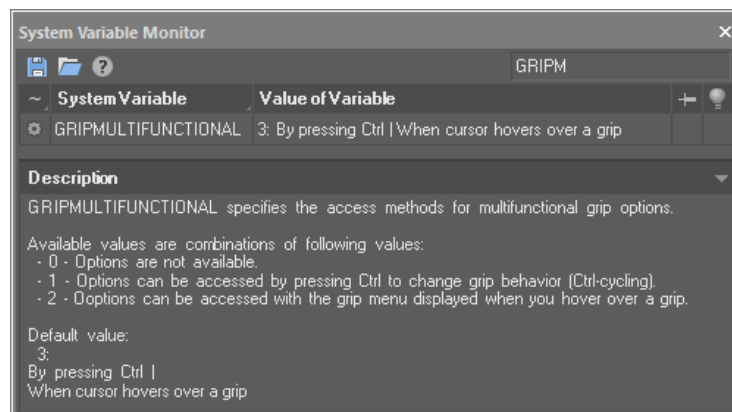 System Variable Monitor
GRIPM
~ System Variable Value of Variable
GRIPMULTIFUNCTIONAL 3: By pressing Ctrl | When cursor hovers over a grip
Description
GRIPMULTIFUNCTIONAL specifies the access methods for multifunctional grip options.
Available values are combinations of following values:
- 0 - Options are not available.
- 1 - Options can be accessed by pressing Ctrl to change grip behavior (Ctrl-cycling).
- 2 - Ooptions can be accessed with the grip menu displayed when you hover over a grip.
Default value:
3:
By pressing Ctrl |
When cursor hovers over a grip